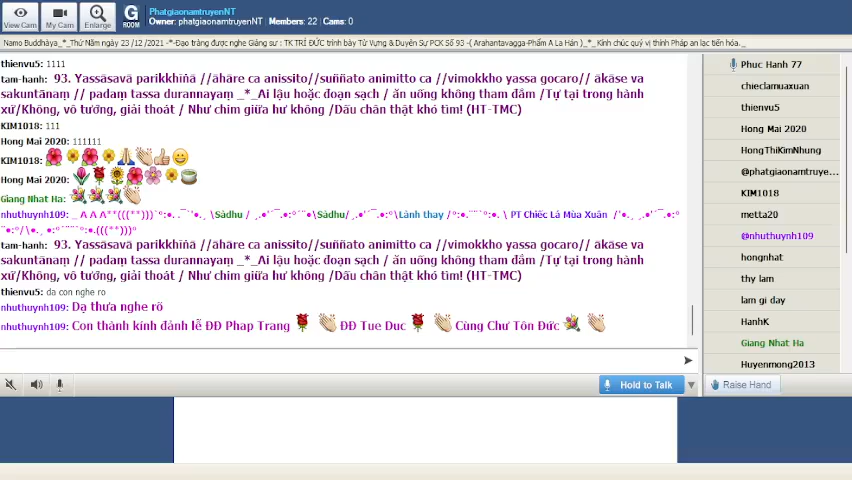 PhatgiaonamtruyenNT
Owner: phatgiaonamtruyenNT Members: 22 Cams: 0
View Cam My Cam Enlarge G ROOM
Namo Buddhàya_*_Thứ Năm ngày 23/12 /2021 -*-Đạo tràng được nghe Giảng sư : TK TRÍ ĐỨC trình bày Từ Vựng & Duyên Sự PCK Số 93 -( Arahantavagga-Phẩm A La Hán )_*_ Kính chúc quý vị thính Pháp an lạc tiến hóa._
thienvu5: 1111
tam-hanh: 93. Yassāsavā parikkhīṇā //āhāre ca anissito//suññato animitto ca //vimokkho yassa gocaro// ākāse va
sakuntānaṃ // padaṃ tassa durannayaṃ _*_Ai lậu hoặc đoạn sạch / ăn uống không tham đắm /Tự tại trong hành
xứ/Không, vô tướng, giải thoát / Như chim giữa hư không /Dấu chân thật khó tìm! (HT-TMC)
KIM1018: 111
Hong Mai 2020: 111111
KIM1018:
Hong Mai 2020:
Giang Nhat Ha:
nhuthuynh109: _ Λ Λ Λ**(((**)))`°:•. .¯`'•.¸ \Sādhu / ¸.•'´¯.•:°´¨•\Sādhu/¸.•'´¯.•:°\Lành thay /°:•.¨¨`°:•. \ PT Chiếc Lá Mùa Xuân /'•.¸ ¸.•'´¯.•:°
tam-hanh: 93. Yassāsavā parikkhīṇā //āhāre ca anissito//suññato animitto ca //vimokkho yassa gocaro// ākāse va
sakuntānaṃ // padaṃ tassa durannayaṃ _*_Ai lậu hoặc đoạn sạch / ăn uống không tham đắm /Tự tại trong hành
xứ/Không, vô tướng, giải thoát / Như chim giữa hư không /Dấu chân thật khó tìm! (HT-TMC)
thienvu5: dạ con nghe ro
nhuthuynh109: Dạ thưa nghe rõ
nhuthuynh109: Con thành kính đảnh lễ ĐĐ Phap Trang ĐĐ Tue Duc Cùng Chư Tôn Đức
Hold to Talk
Raise Hand
Phuc Hanh 77
chieclamuaxuan
thienvu5
Hong Mai 2020
HongThiKimNhung
@phatgiaonamtruye...
KIM1018
metta20
@nhuthuynh109
hongnhat
thy lam
lam gi day
HanhK
Giang Nhat Ha
Huyenmong2013